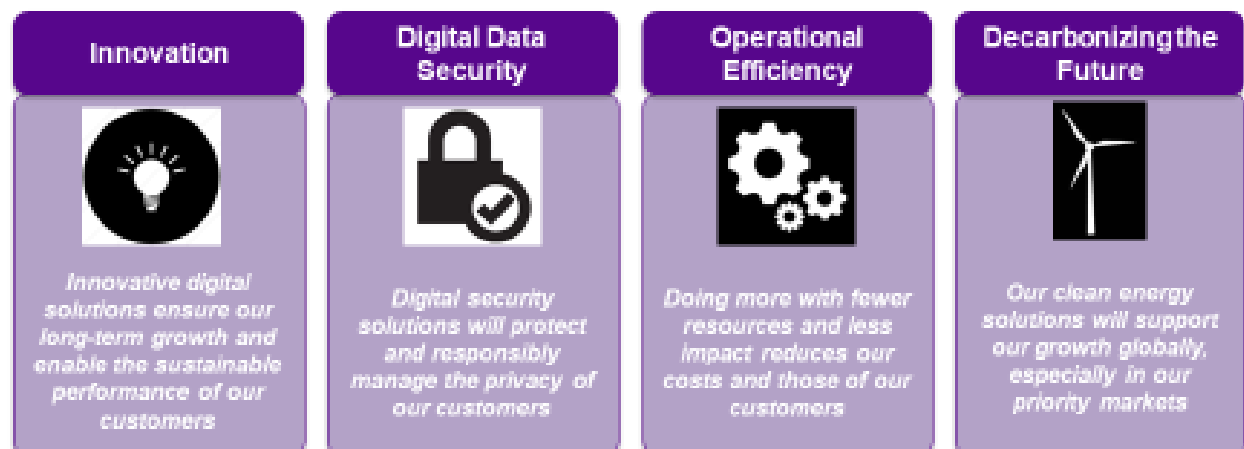 Innovation
Innovative digital
solutions ensure our
long-term growth and
enable the sustainable
performance of our
customers
Digital Data
Security
Digital security
solutions will protect
and responsibly
manage the privacy of
our customers
Operational
Efficiency
Doing more with fewer
resources and less
impact reduces our
costs and those of our
customers
Decarbonizing the
Future
Our clean energy
solutions will support
our growth globally,
especially in our
priority markets